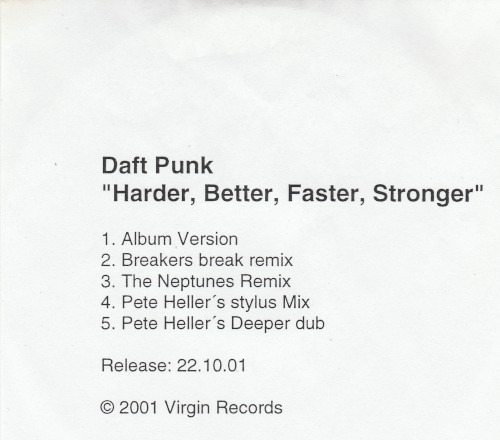 Daft Punk
"Harder, Better, Faster, Stronger"
1. Album Version
2. Breakers break remix
3. The Neptunes Remix
4. Pete Heller´s stylus Mix
5. Pete Heller´s Deeper dub
Release: 22.10.01
© 2001 Virgin Records